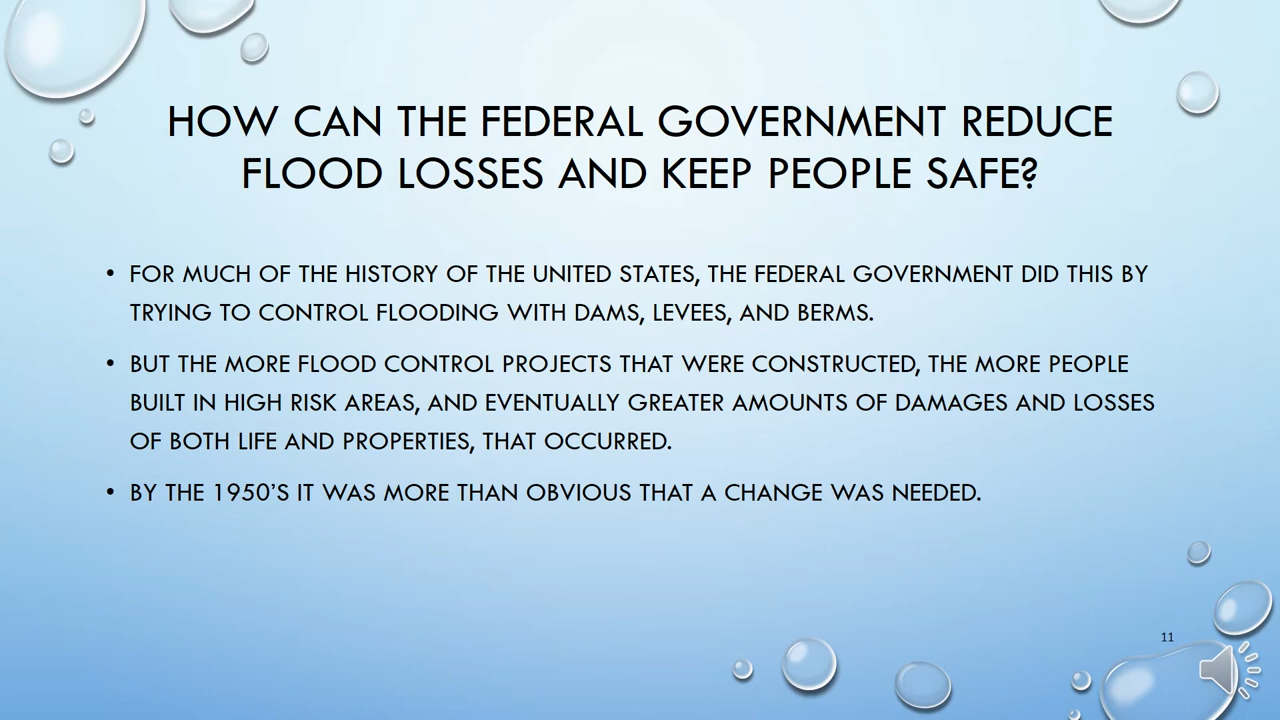 HOW CAN THE FEDERAL GOVERNMENT REDUCE
FLOOD LOSSES AND KEEP PEOPLE SAFE?
• FOR MUCH OF THE HISTORY OF THE UNITED STATES, THE FEDERAL GOVERNMENT DID THIS BY
TRYING TO CONTROL FLOODING WITH DAMS, LEVEES, AND BERMS.
• BUT THE MORE FLOOD CONTROL PROJECTS THAT WERE CONSTRUCTED, THE MORE PEOPLE
BUILT IN HIGH RISK AREAS, AND EVENTUALLY GREATER AMOUNTS OF DAMAGES AND LOSSES
OF BOTH LIFE AND PROPERTIES, THAT OCCURRED.
• BY THE 1950’S IT WAS MORE THAN OBVIOUS THAT A CHANGE WAS NEEDED.
11